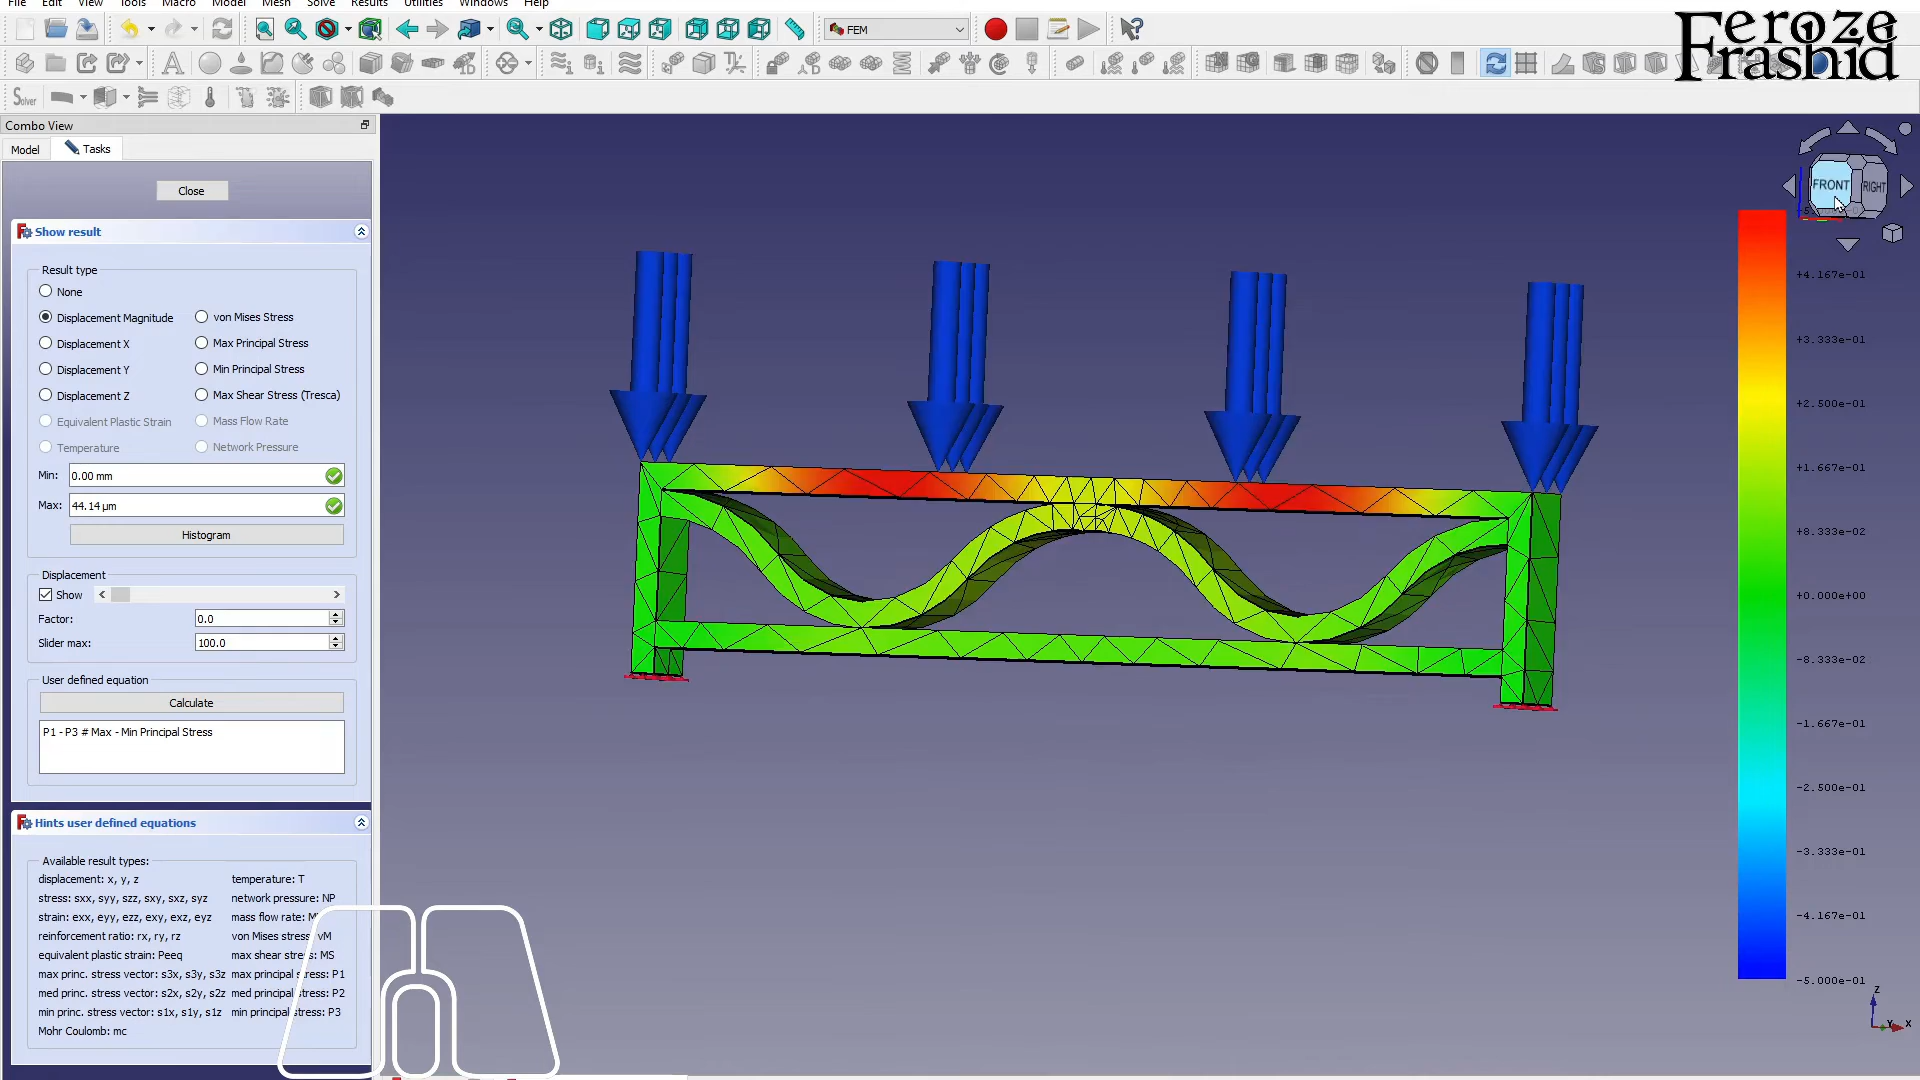 File Edit View Tools Macro Model Mesh Solve Results Utilities Windows Help
Feroze
Frashid
FEM
Solver
Combo View
Model
Tasks
Close
Show result
Result type
None
Displacement Magnitude
von Mises Stress
Displacement X
Max Principal Stress
Displacement Y
Min Principal Stress
Displacement Z
Max Shear Stress (Tresca)
Equivalent Plastic Strain
Mass Flow Rate
Temperature
Network Pressure
Min: 0.00 mm
Max: 44.14 µm
Histogram
Displacement
Show
Factor: 0.0
Slider max: 100.0
User defined equation
Calculate
P1 - P3 # Max - Min Principal Stress
Hints user defined equations
Available result types:
displacement: x, y, z
temperature: T
stress: sxx, syy, szz, sxy, sxz, syz
network pressure: NP
strain: exx, eyy, ezz, exy, exz, eyz
mass flow rate:
reinforcement ratio: rx, ry, rz
von Mises stress: vM
equivalent plastic strain: Peeq
max shear stress: MS
max princ. stress vector: s3x, s3y, s3z
max principal stress: P1
med princ. stress vector: s2x, s2y, s2z
med principal stress: P2
min princ. stress vector: s1x, s1y, s1z
min principal stress: P3
Mohr Coulomb: mc
FRONT
RIGHT
+4.167e-01
+3.333e-01
+2.500e-01
+1.667e-01
+8.333e-02
+0.000e+00
-8.333e-02
-1.667e-01
-2.500e-01
-3.333e-01
-4.167e-01
-5.000e-01
Z
Y
X